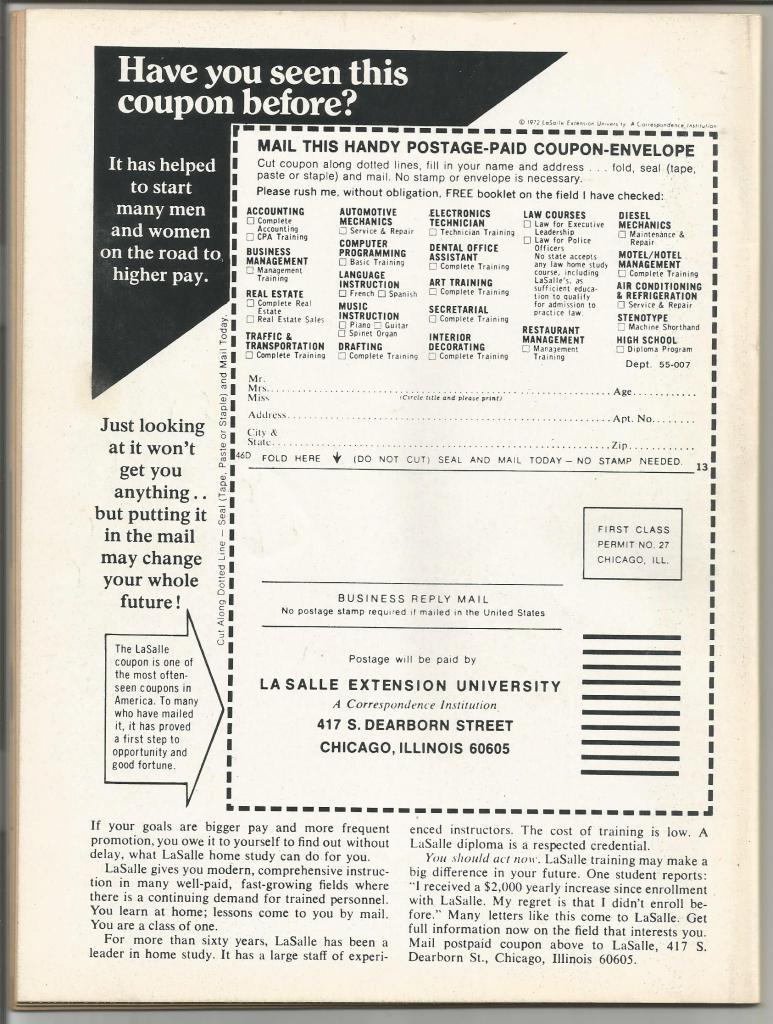 Have you seen this
coupon before?
© 1972 LaSalle Extension University A Correspondence Institution
It has helped
to start
many men
and women
on the road to
higher pay.
Just looking
at it won't
get you
anything..
but putting it
in the mail
may change
your whole
future!
The LaSalle
coupon is one of
the most often-
seen coupons in
America. To many
who have mailed
it, it has proved
a first step to
opportunity and
good fortune.
Cut Along Dotted Line — Seal (Tape, Paste or Staple) and Mail Today.
MAIL THIS HANDY POSTAGE-PAID COUPON-ENVELOPE
Cut coupon along dotted lines, fill in your name and address . . . fold, seal (tape,
paste or staple) and mail. No stamp or envelope is necessary.
Please rush me, without obligation, FREE booklet on the field I have checked:
ACCOUNTING
☐ Complete
Accounting
☐ CPA Training
BUSINESS
MANAGEMENT
☐ Management
Training
REAL ESTATE
☐ Complete Real
Estate
☐ Real Estate Sales
TRAFFIC &
TRANSPORTATION
☐ Complete Training
AUTOMOTIVE
MECHANICS
☐ Service & Repair
COMPUTER
PROGRAMMING
☐ Basic Training
LANGUAGE
INSTRUCTION
☐ French ☐ Spanish
MUSIC
INSTRUCTION
☐ Piano ☐ Guitar
☐ Spinet Organ
DRAFTING
☐ Complete Training
ELECTRONICS
TECHNICIAN
☐ Technician Training
DENTAL OFFICE
ASSISTANT
☐ Complete Training
ART TRAINING
☐ Complete Training
SECRETARIAL
☐ Complete Training
INTERIOR
DECORATING
☐ Complete Training
LAW COURSES
☐ Law for Executive
Leadership
☐ Law for Police
Officers
No state accepts
any law home study
course, including
LaSalle's, as
sufficient educa-
tion to qualify
for admission to
practice law.
RESTAURANT
MANAGEMENT
☐ Management
Training
DIESEL
MECHANICS
☐ Maintenance &
Repair
MOTEL/HOTEL
MANAGEMENT
☐ Complete Training
AIR CONDITIONING
& REFRIGERATION
☐ Service & Repair
STENOTYPE
☐ Machine Shorthand
HIGH SCHOOL
☐ Diploma Program
Dept. 55-007
Mr.
Mrs. Age
Miss (Circle title and please print)
Address Apt. No.
City &
State Zip
46D FOLD HERE ↓ (DO NOT CUT) SEAL AND MAIL TODAY — NO STAMP NEEDED. 13
FIRST CLASS
PERMIT NO. 27
CHICAGO, ILL.
BUSINESS REPLY MAIL
No postage stamp required if mailed in the United States
Postage will be paid by
LA SALLE EXTENSION UNIVERSITY
A Correspondence Institution
417 S. DEARBORN STREET
CHICAGO, ILLINOIS 60605
If your goals are bigger pay and more frequent
promotion, you owe it to yourself to find out without
delay, what LaSalle home study can do for you.
LaSalle gives you modern, comprehensive instruc-
tion in many well-paid, fast-growing fields where
there is a continuing demand for trained personnel.
You learn at home; lessons come to you by mail.
You are a class of one.
For more than sixty years, LaSalle has been a
leader in home study. It has a large staff of experi-
enced instructors. The cost of training is low. A
LaSalle diploma is a respected credential.
You should act now. LaSalle training may make a
big difference in your future. One student reports:
"I received a $2,000 yearly increase since enrollment
with LaSalle. My regret is that I didn't enroll be-
fore." Many letters like this come to LaSalle. Get
full information now on the field that interests you.
Mail postpaid coupon above to LaSalle, 417 S.
Dearborn St., Chicago, Illinois 60605.